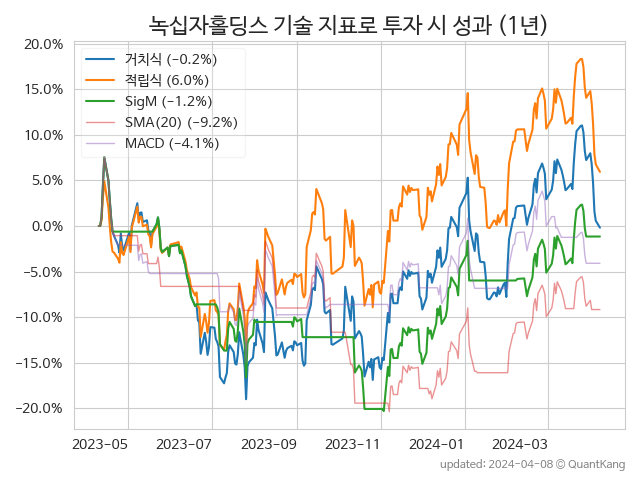 녹십자홀딩스 기술 지표로 투자 시 성과 (1년)
20.0%
15.0%
10.0%
5.0%
0.0%
−5.0%
−10.0%
−15.0%
−20.0%
거치식 (−0.2%)
적립식 (6.0%)
SigM (−1.2%)
SMA(20) (−9.2%)
MACD (−4.1%)
2023-05 2023-07 2023-09 2023-11 2024-01 2024-03
updated: 2024-04-08 © QuantKang